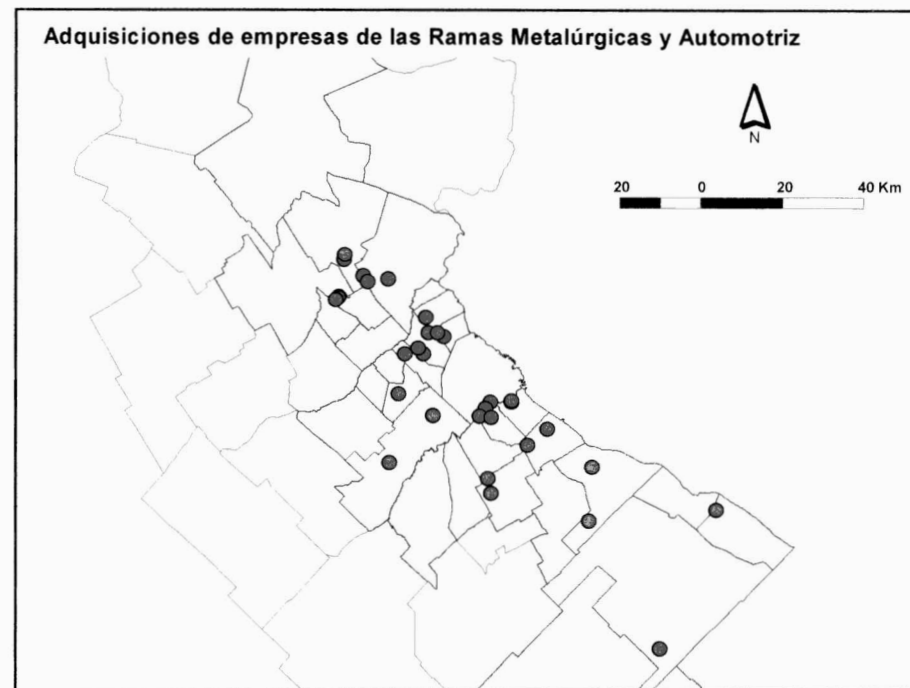 Adquisiciones de empresas de las Ramas Metalúrgicas y Automotriz
N
20 0 20 40 Km